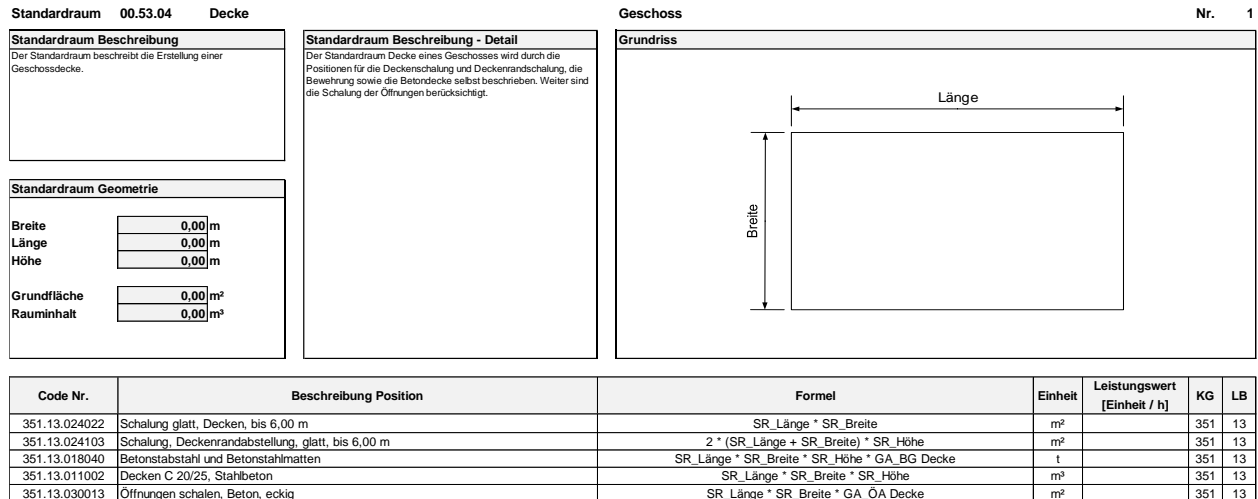 Standardraum 00.53.04 Decke Geschoss Nr. 1
Standardraum Beschreibung
Der Standardraum beschreibt die Erstellung einer
Geschossdecke.
Standardraum Beschreibung - Detail
Der Standardraum Decke eines Geschosses wird durch die
Positionen für die Deckenschalung und Deckenrandschalung, die
Bewehrung sowie die Betondecke selbst beschrieben. Weiter sind
die Schalung der Öffnungen berücksichtigt.
Grundriss
Länge
Breite
Standardraum Geometrie
Breite 0,00 m
Länge 0,00 m
Höhe 0,00 m
Grundfläche 0,00 m²
Rauminhalt 0,00 m³
Code Nr. Beschreibung Position Formel Einheit Leistungswert [Einheit / h] KG LB
351.13.024022 Schalung glatt, Decken, bis 6,00 m SR_Länge * SR_Breite m² 351 13
351.13.024103 Schalung, Deckenrandabstellung, glatt, bis 6,00 m 2 * (SR_Länge + SR_Breite) * SR_Höhe m² 351 13
351.13.018040 Betonstabstahl und Betonstahlmatten SR_Länge * SR_Breite * SR_Höhe * GA_BG Decke t 351 13
351.13.011002 Decken C 20/25, Stahlbeton SR_Länge * SR_Breite * SR_Höhe m³ 351 13
351.13.030013 Öffnungen schalen, Beton, eckig SR_Länge * SR_Breite * GA_ÖA Decke m² 351 13